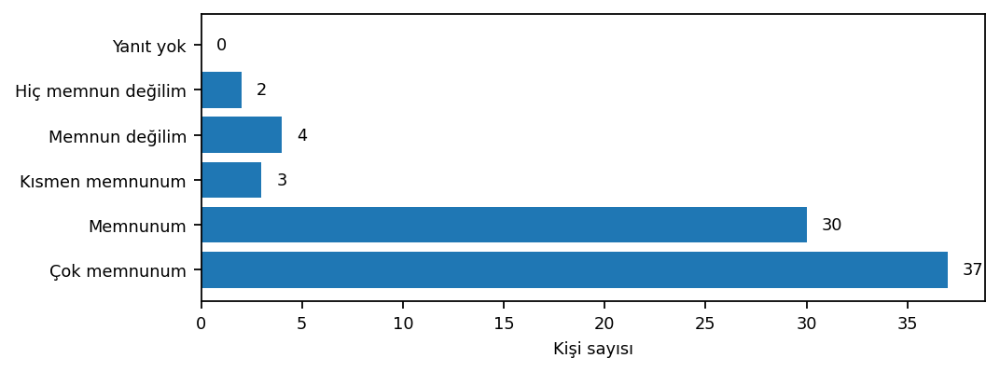 Yanıt yok 0
Hiç memnun değilim 2
Memnun değilim 4
Kısmen memnunum 3
Memnunum 30
Çok memnunum 37
0 5 10 15 20 25 30 35
Kişi sayısı